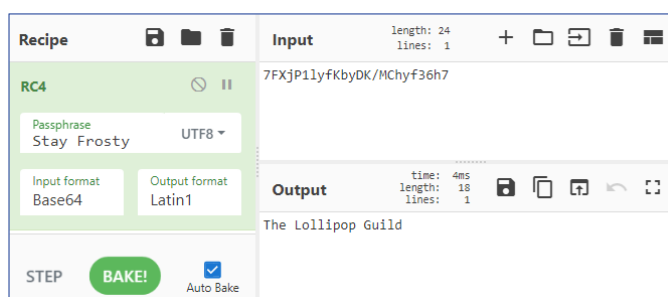 Recipe
RC4
Passphrase
Stay Frosty
UTF8
Input format
Base64
Output format
Latin1
STEP
BAKE!
Auto Bake
Input
length: 24
lines: 1
7FXjP1lyfKbyDK/MChyf36h7
Output
time: 4ms
length: 18
lines: 1
The Lollipop Guild